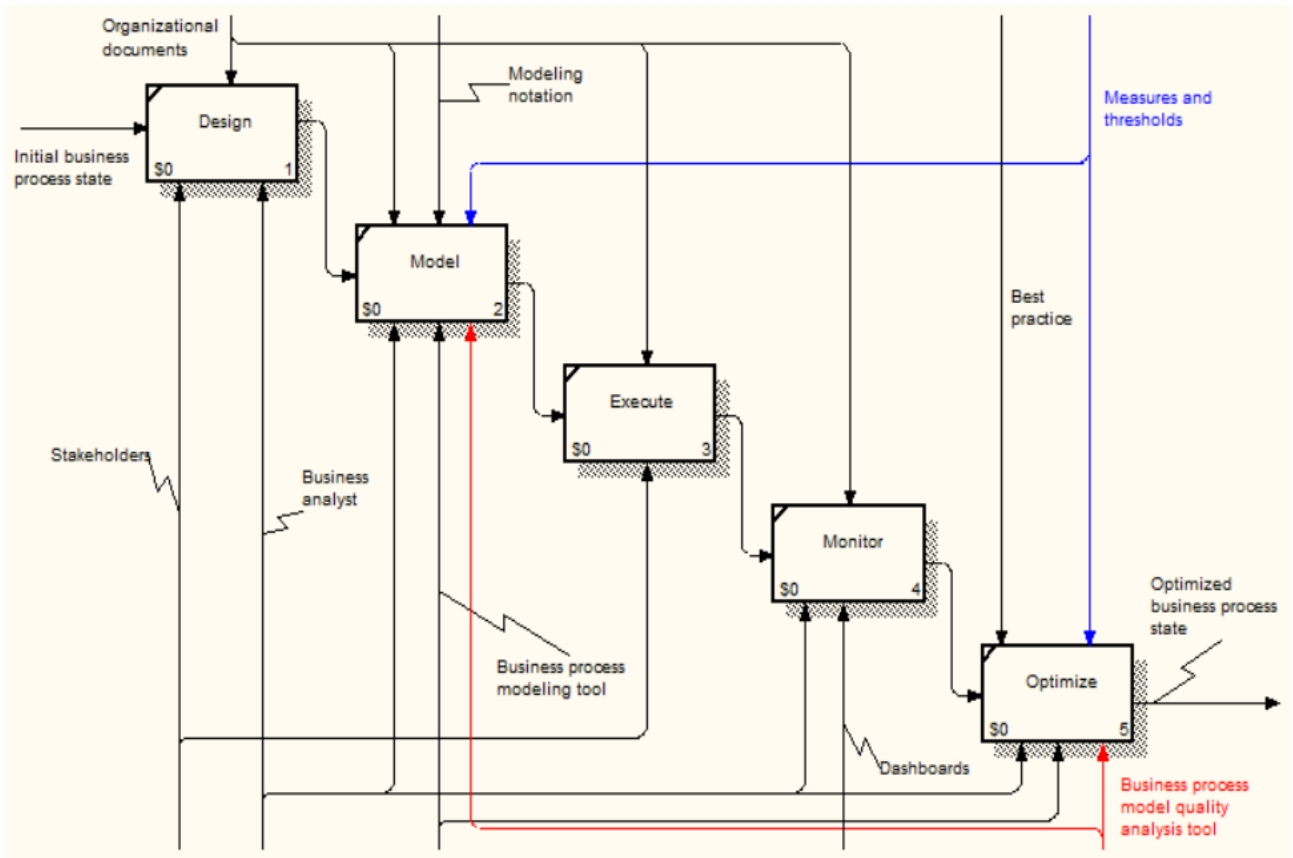 Organizational
documents
Modeling
notation
Measures and
thresholds
Design
$0 1
Initial business
process state
Model
$0 2
Best
practice
Execute
$0 3
Stakeholders
Business
analyst
Monitor
$0 4
Optimized
business process
state
Business process
modeling tool
Optimize
$0 5
Dashboards
Business process
model quality
analysis tool